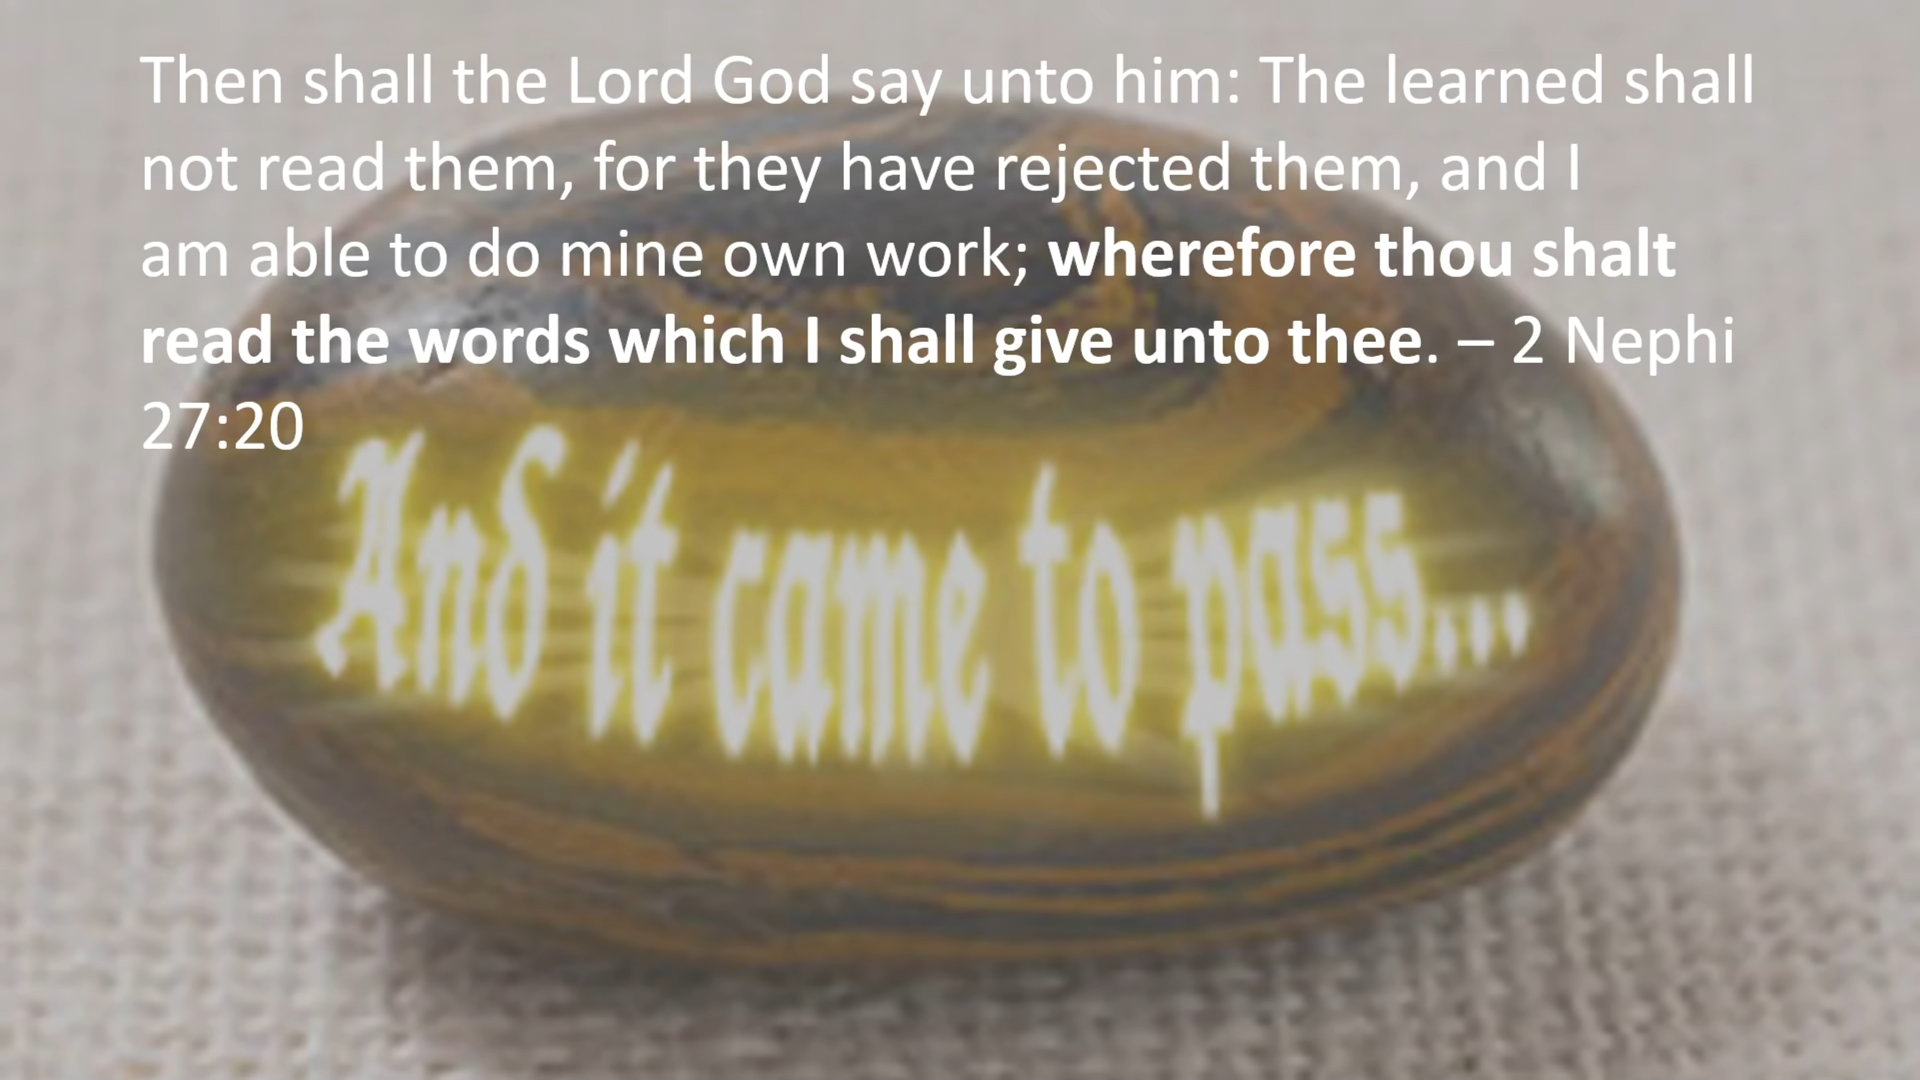 Then shall the Lord God say unto him: The learned shall
not read them, for they have rejected them, and I
am able to do mine own work; wherefore thou shalt
read the words which I shall give unto thee. – 2 Nephi
27:20
And it came to pass...